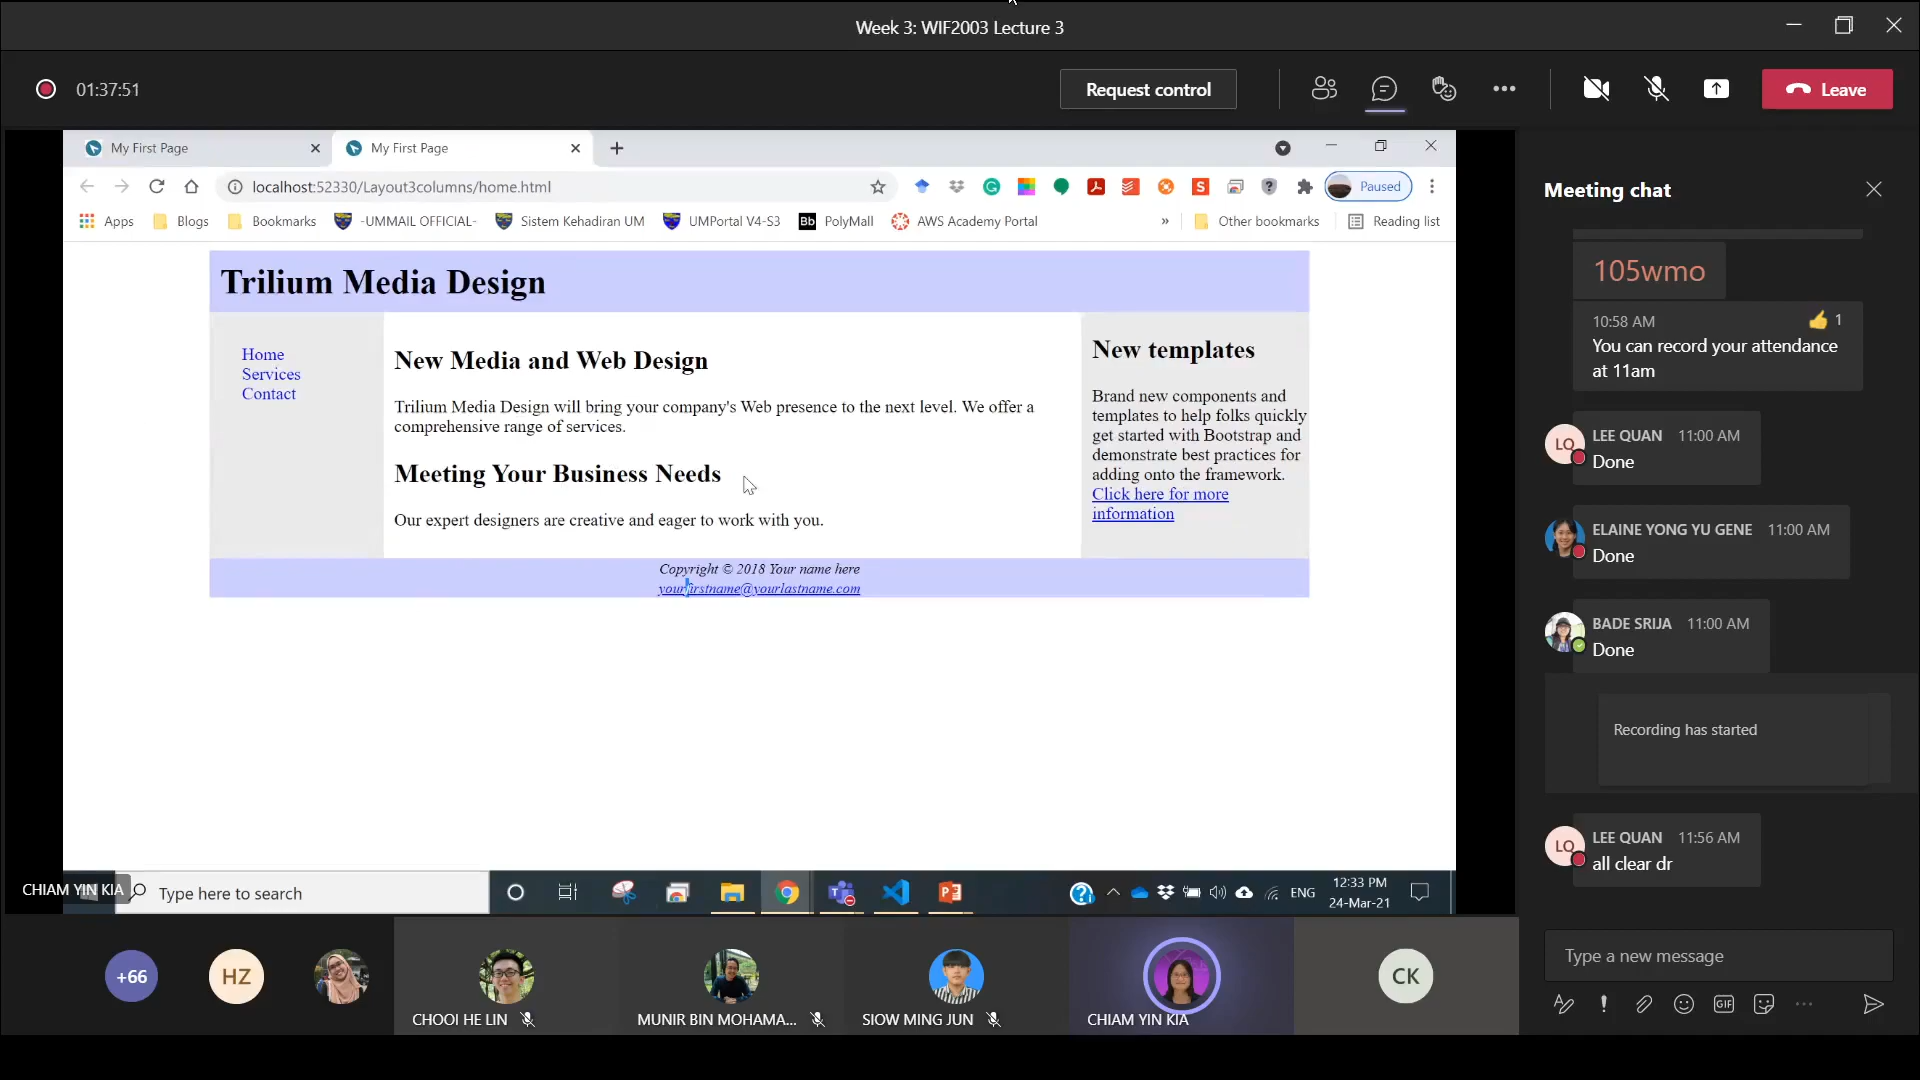 Week 3: WIF2003 Lecture 3
01:37:51
Request control
Leave
My First Page
My First Page
localhost:52330/Layout3columns/home.html
Paused
Apps
Blogs
Bookmarks
-UMMAIL OFFICIAL-
Sistem Kehadiran UM
UMPortal V4-S3
Bb PolyMall
AWS Academy Portal
»
Other bookmarks
Reading list
Trilium Media Design
Home
Services
Contact
New Media and Web Design
Trilium Media Design will bring your company's Web presence to the next level. We offer a
comprehensive range of services.
Meeting Your Business Needs
Our expert designers are creative and eager to work with you.
New templates
Brand new components and
templates to help folks quickly
get started with Bootstrap and
demonstrate best practices for
adding onto the framework.
Click here for more
information
Copyright © 2018 Your name here
yourfirstname@yourlastname.com
CHIAM YIN KIA
Type here to search
ENG
12:33 PM
24-Mar-21
Meeting chat
105wmo
10:58 AM
1
You can record your attendance
at 11am
LQ
LEE QUAN 11:00 AM
Done
ELAINE YONG YU GENE 11:00 AM
Done
BADE SRIJA 11:00 AM
Done
Recording has started
LQ
LEE QUAN 11:56 AM
all clear dr
Type a new message
GIF
+66
HZ
CHOOI HE LIN
MUNIR BIN MOHAMA...
SIOW MING JUN
CHIAM YIN KIA
CK